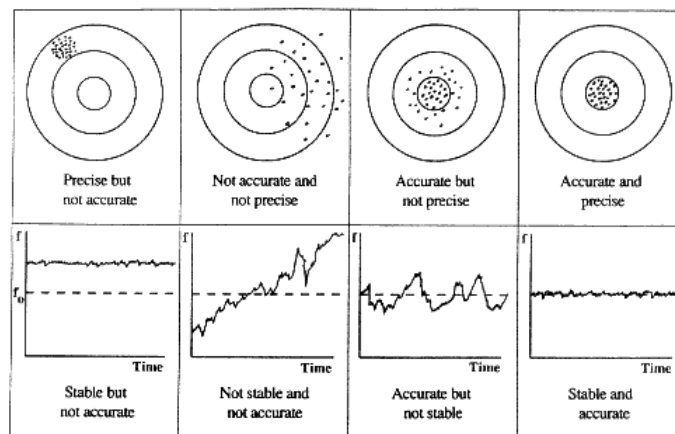 Precise but
not accurate
Not accurate and
not precise
Accurate but
not precise
Accurate and
precise
f
f₀
Time
Stable but
not accurate
f
Time
Not stable and
not accurate
f
Time
Accurate but
not stable
f
Time
Stable and
accurate